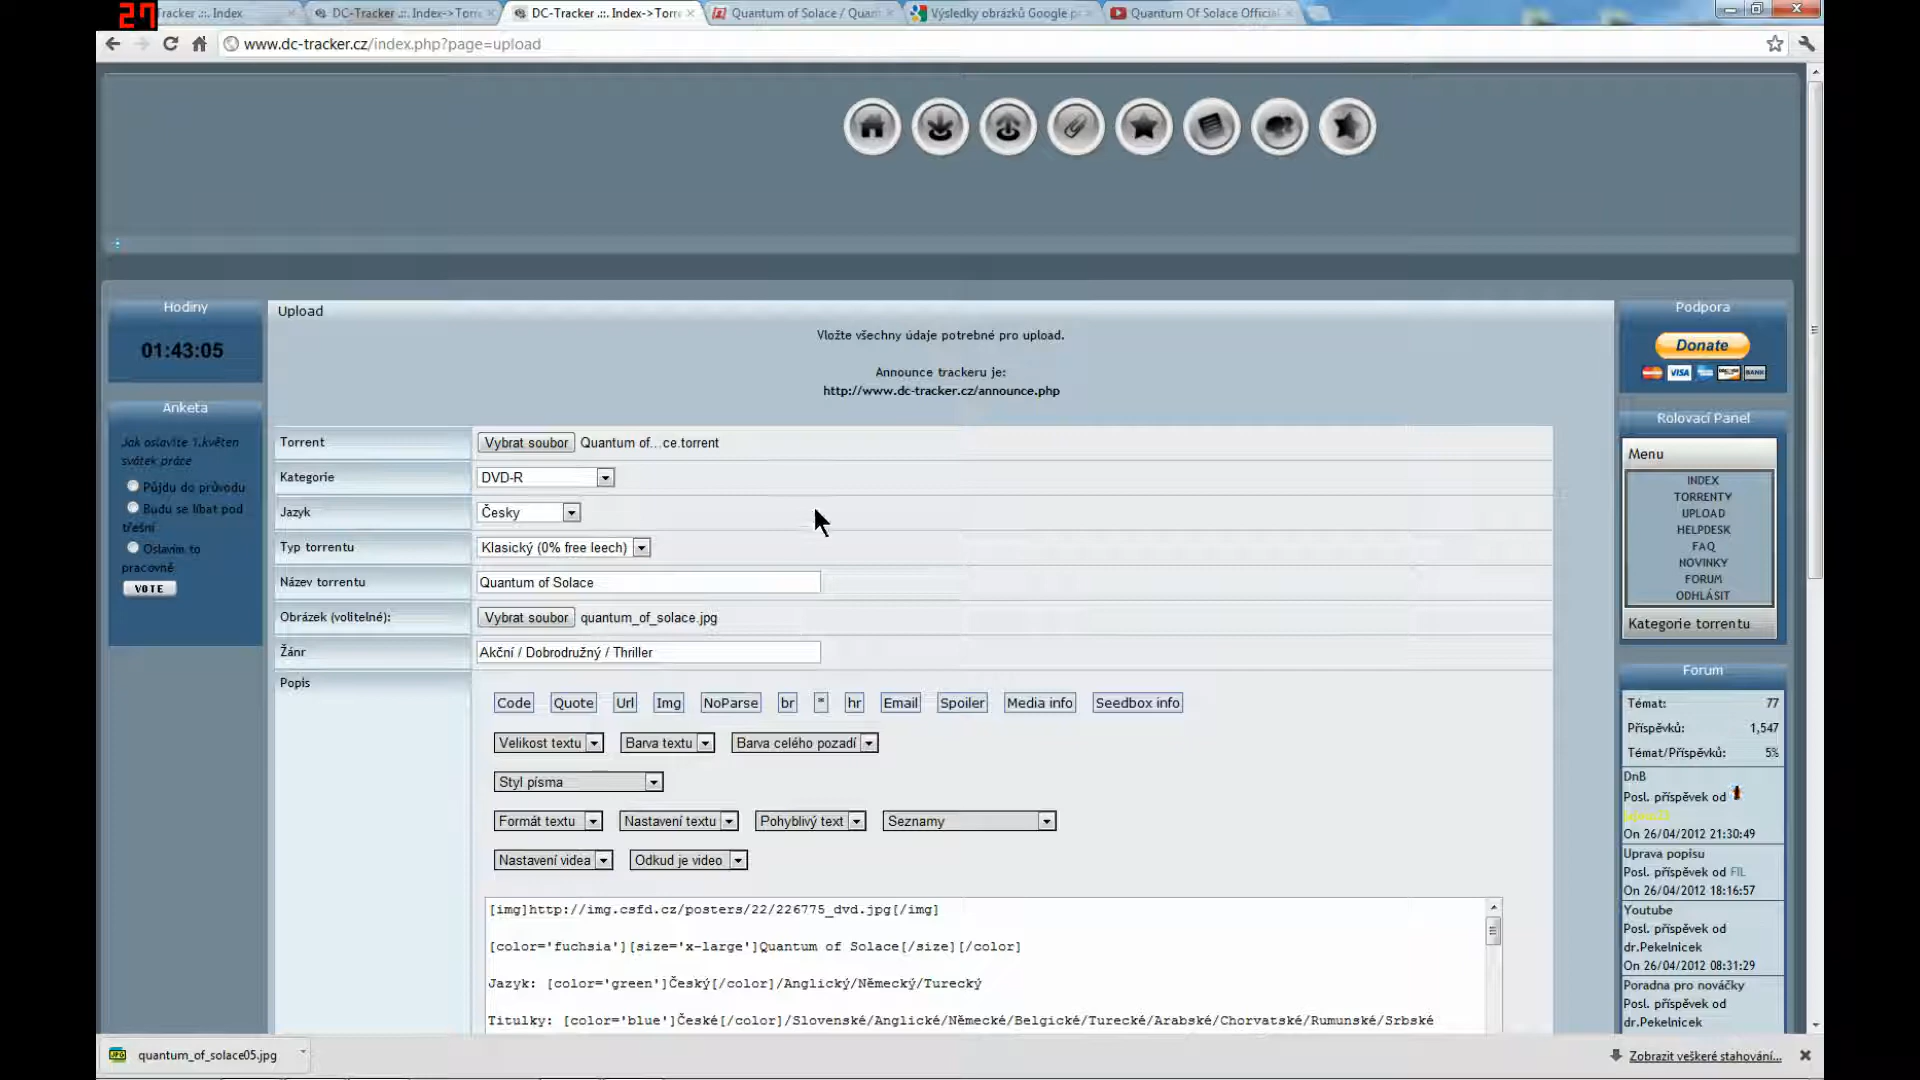 27
Tracker .::. Index
DC-Tracker .::. Index->Torre
DC-Tracker .::. Index->Torre
Quantum of Solace / Quan
Výsledky obrázků Google p
Quantum Of Solace Official
www.dc-tracker.cz/index.php?page=upload
Hodiny
01:43:05
Anketa
Jak oslavíte 1.květen
svátek práce
Půjdu do průvodu
Budu se líbat pod
třešní
Oslavím to
pracovně
VOTE
Upload
Vložte všechny údaje potrebné pro upload.
Announce trackeru je:
http://www.dc-tracker.cz/announce.php
Torrent
Vybrat soubor Quantum of...ce.torrent
Kategorie
DVD-R
Jazyk
Česky
Typ torrentu
Klasický (0% free leech)
Název torrentu
Quantum of Solace
Obrázek (volitelné):
Vybrat soubor quantum_of_solace.jpg
Žánr
Akční / Dobrodružný / Thriller
Popis
Code Quote Url Img NoParse br * hr Email Spoiler Media info Seedbox info
Velikost textu Barva textu Barva celého pozadí
Styl písma
Formát textu Nastavení textu Pohyblivý text Seznamy
Nastavení videa Odkud je video
[img]http://img.csfd.cz/posters/22/226775_dvd.jpg[/img]
[color='fuchsia'][size='x-large']Quantum of Solace[/size][/color]
Jazyk: [color='green']Český[/color]/Anglický/Německý/Turecký
Titulky: [color='blue']České[/color]/Slovenské/Anglické/Německé/Belgické/Turecké/Arabské/Chorvatské/Rumunské/Srbské
Podpora
Donate
VISA
BANK
Rolovací Panel
Menu
INDEX
TORRENTY
UPLOAD
HELPDESK
FAQ
NOVINKY
FORUM
ODHLÁSIT
Kategorie torrentu
Forum
Témat: 77
Příspěvků: 1,547
Témat/Příspěvků: 5%
DnB
Posl. příspěvek od
On 26/04/2012 21:30:49
Uprava popisu
Posl. příspěvek od FIL
On 26/04/2012 18:16:57
Youtube
Posl. příspěvek od
dr.Pekelnicek
On 26/04/2012 08:31:29
Poradna pro nováčky
Posl. příspěvek od
dr.Pekelnicek
quantum_of_solace05.jpg
Zobrazit veškeré stahování...